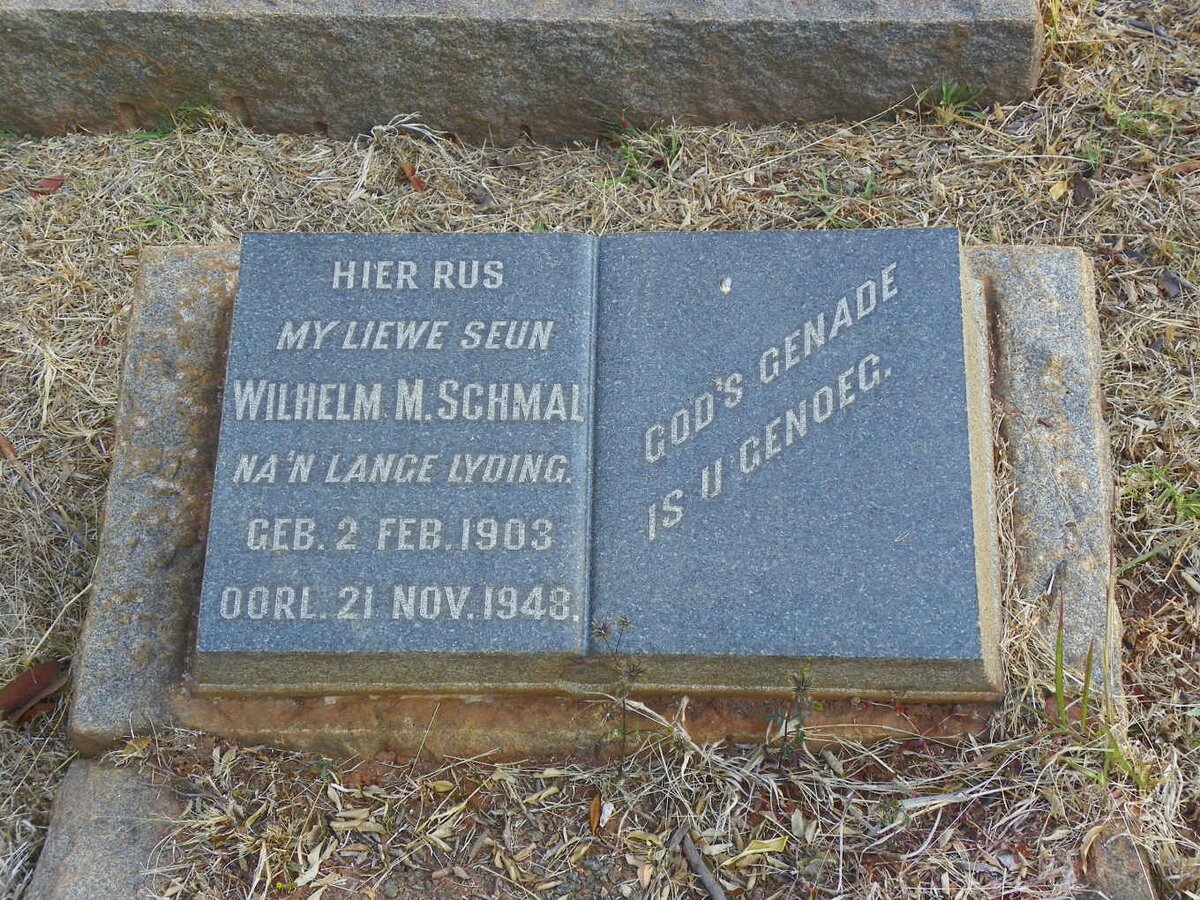 HIER RUS
MY LIEWE SEUN
WILHELM M. SCHMAL
NA'N LANGE LYDING.
GEB. 2 FEB. 1903
OORL. 21 NOV. 1948.
GOD'S GENADE
IS U GENOEG.